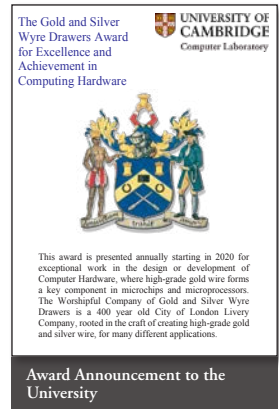 The Gold and Silver
Wyre Drawers Award
for Excellence and
Achievement in
Computing Hardware
UNIVERSITY OF
CAMBRIDGE
Computer Laboratory
This award is presented annually starting in 2020 for
exceptional work in the design or development of
Computer Hardware, where high-grade gold wire forms
a key component in microchips and microprocessors.
The Worshipful Company of Gold and Silver Wyre
Drawers is a 400 year old City of London Livery
Company, rooted in the craft of creating high-grade gold
and silver wire, for many different applications.
Award Announcement to the
University